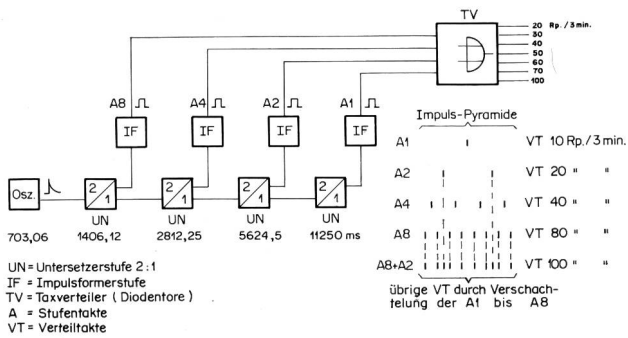 TV
20 Rp./3 min.
30
40
50
60
70
100
A8
A4
A2
A1
IF
IF
IF
IF
Impuls-Pyramide
A1 VT 10 Rp./3 min.
A2 VT 20 " "
A4 VT 40 " "
A8 VT 80 " "
A8+A2 VT 100 " "
übrige VT durch Verschach-
telung der A1 bis A8
Osz.
2/1
2/1
2/1
2/1
UN
UN
UN
UN
703,06
1406,12
2812,25
5624,5
11250 ms
UN = Untersetzerstufe 2:1
IF = Impulsformerstufe
TV = Taxverteiler (Diodentore)
A = Stufentakte
VT = Verteiltakte